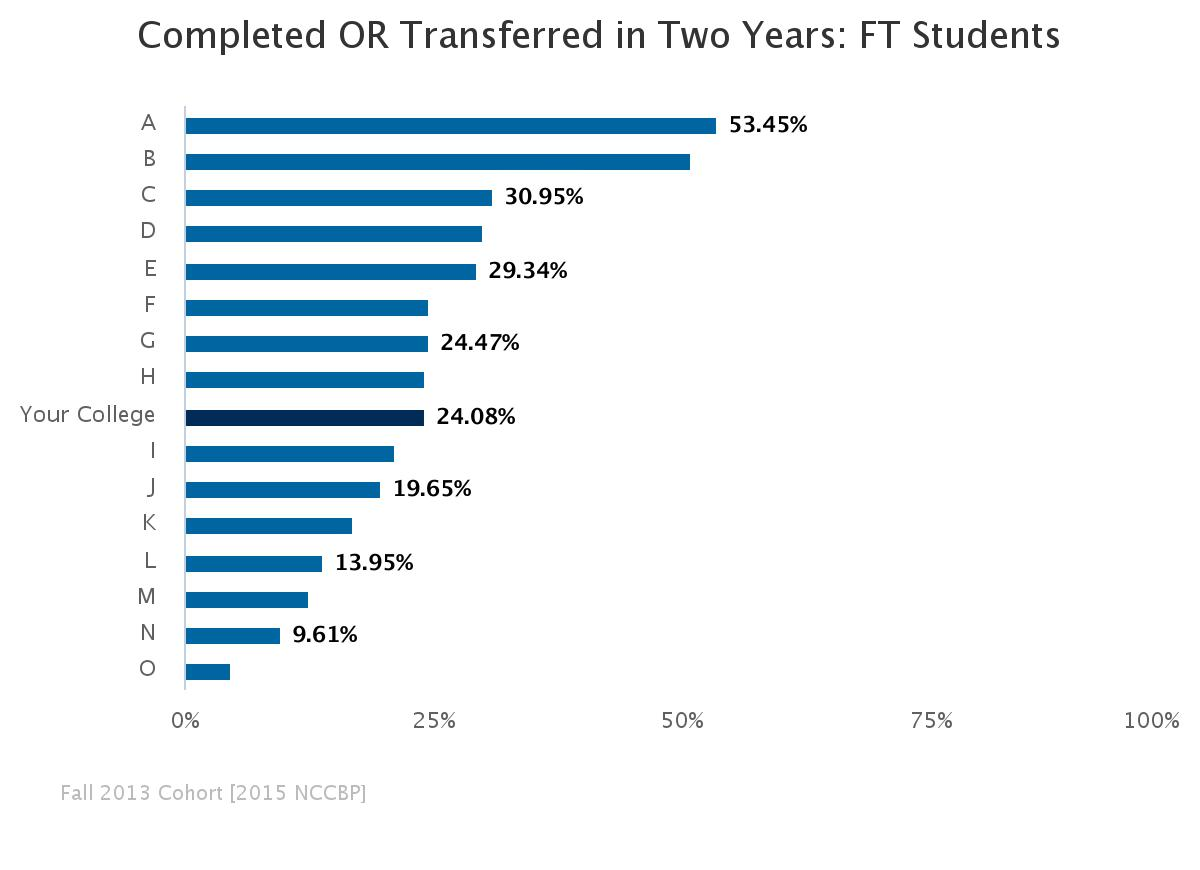 Completed OR Transferred in Two Years: FT Students
A 53.45%
B
C 30.95%
D
E 29.34%
F
G 24.47%
H
Your College 24.08%
I
J 19.65%
K
L 13.95%
M
N 9.61%
O
0% 25% 50% 75% 100%
Fall 2013 Cohort [2015 NCCBP]